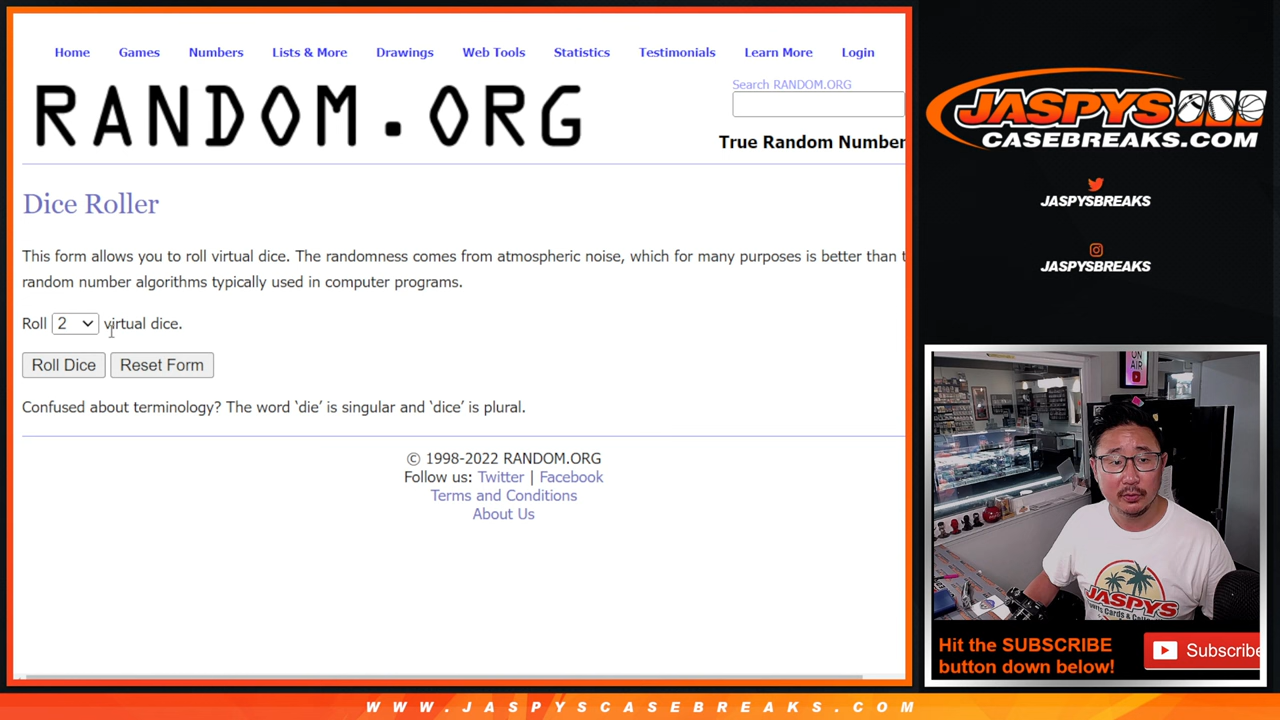 Home Games Numbers Lists & More Drawings Web Tools Statistics Testimonials Learn More Login
RANDOM.ORG
Search RANDOM.ORG
True Random Number
Dice Roller
This form allows you to roll virtual dice. The randomness comes from atmospheric noise, which for many purposes is better than t
random number algorithms typically used in computer programs.
Roll 2 virtual dice.
Roll Dice Reset Form
Confused about terminology? The word ‘die’ is singular and ‘dice’ is plural.
© 1998-2022 RANDOM.ORG
Follow us: Twitter | Facebook
Terms and Conditions
About Us
JASPYS
CASEBREAKS.COM
JASPYSBREAKS
JASPYSBREAKS
ON
AIR
JASPYS
Hit the SUBSCRIBE
button down below!
Subscribe
WWW.JASPYSCASEBREAKS.COM